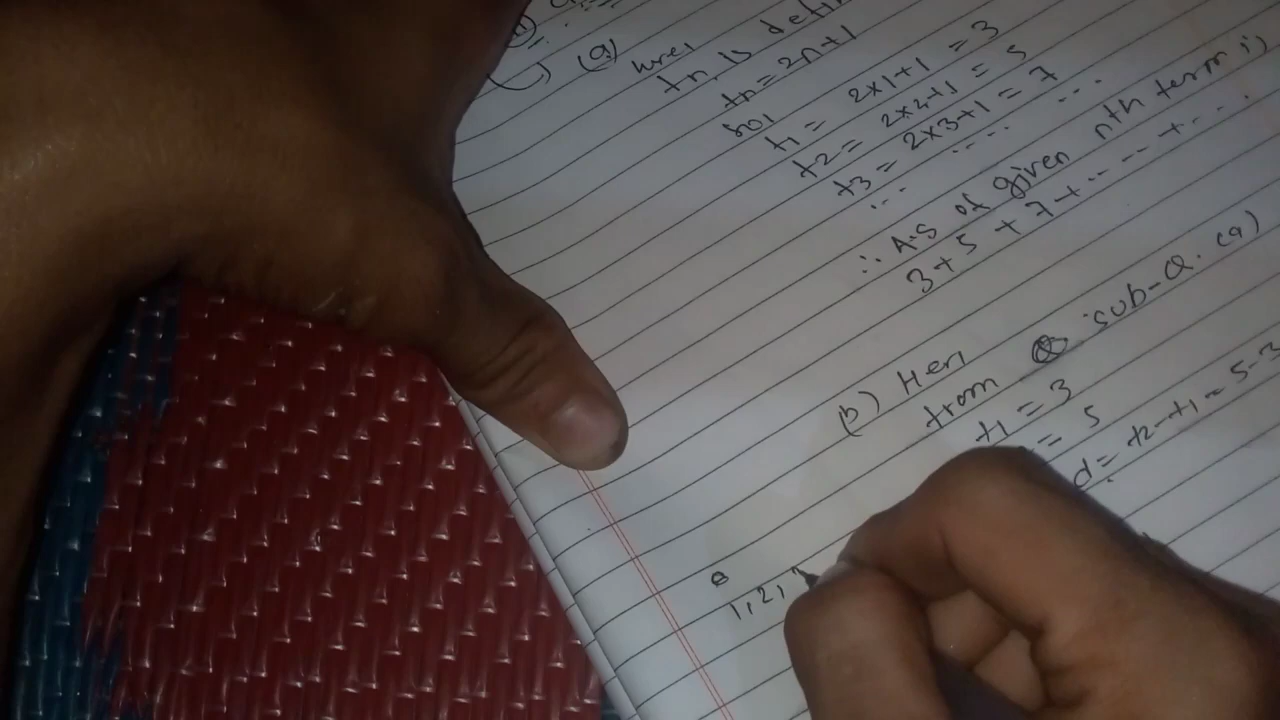 (a) Here
tn is defin
tn = 2n+1
for
t1 = 2x1+1 = 3
t2 = 2x2+1 = 5
t3 = 2x3+1 = 7
∴ A.S of given nth term is
3+5+7+.. -- -- +- ..
(b) Here
from sub-Q. (a)
t1 = 3
= 5
d = t2-t1 = 5-3
1, 2,